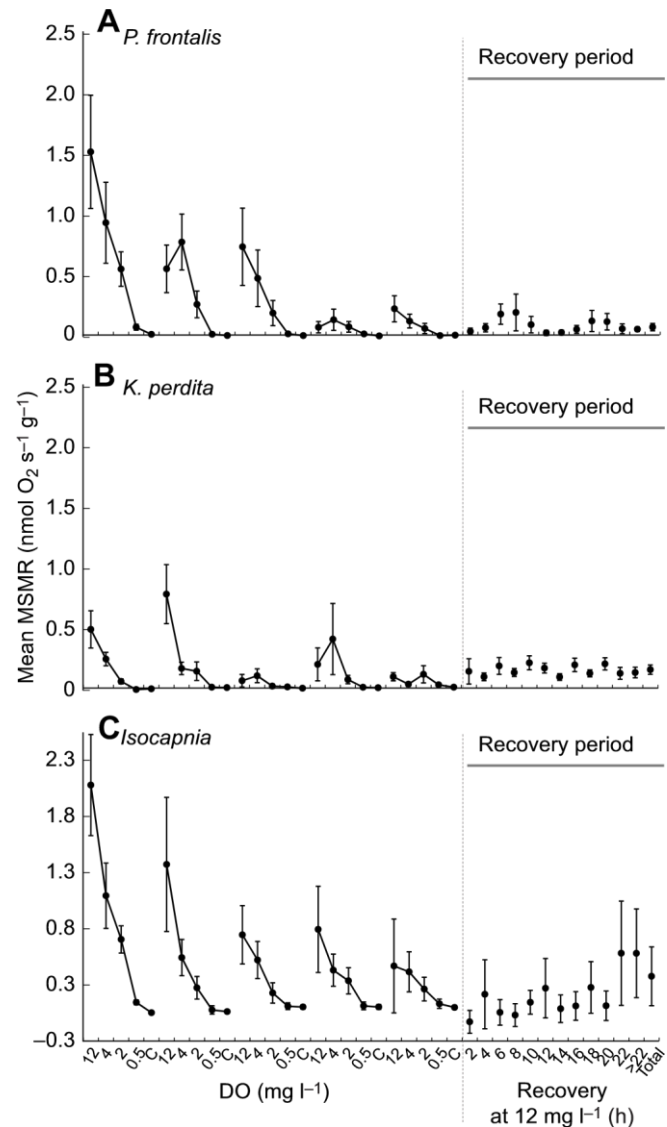 A
P. frontalis
Recovery period
2.5
2.0
1.5
1.0
0.5
0
B
K. perdita
Recovery period
2.5
2.0
1.5
1.0
0.5
0
Mean MSMR (nmol O₂ s⁻¹ g⁻¹)
C
Isocapnia
Recovery period
2.3
1.8
1.3
0.8
0.3
−0.3
12 4 2 0.5 C 12 4 2 0.5 C 12 4 2 0.5 C 12 4 2 0.5 C 12 4 2 0.5 C 2 4 6 8 10 12 14 16 18 20 22 >22 Total
DO (mg l⁻¹)
Recovery
at 12 mg l⁻¹ (h)